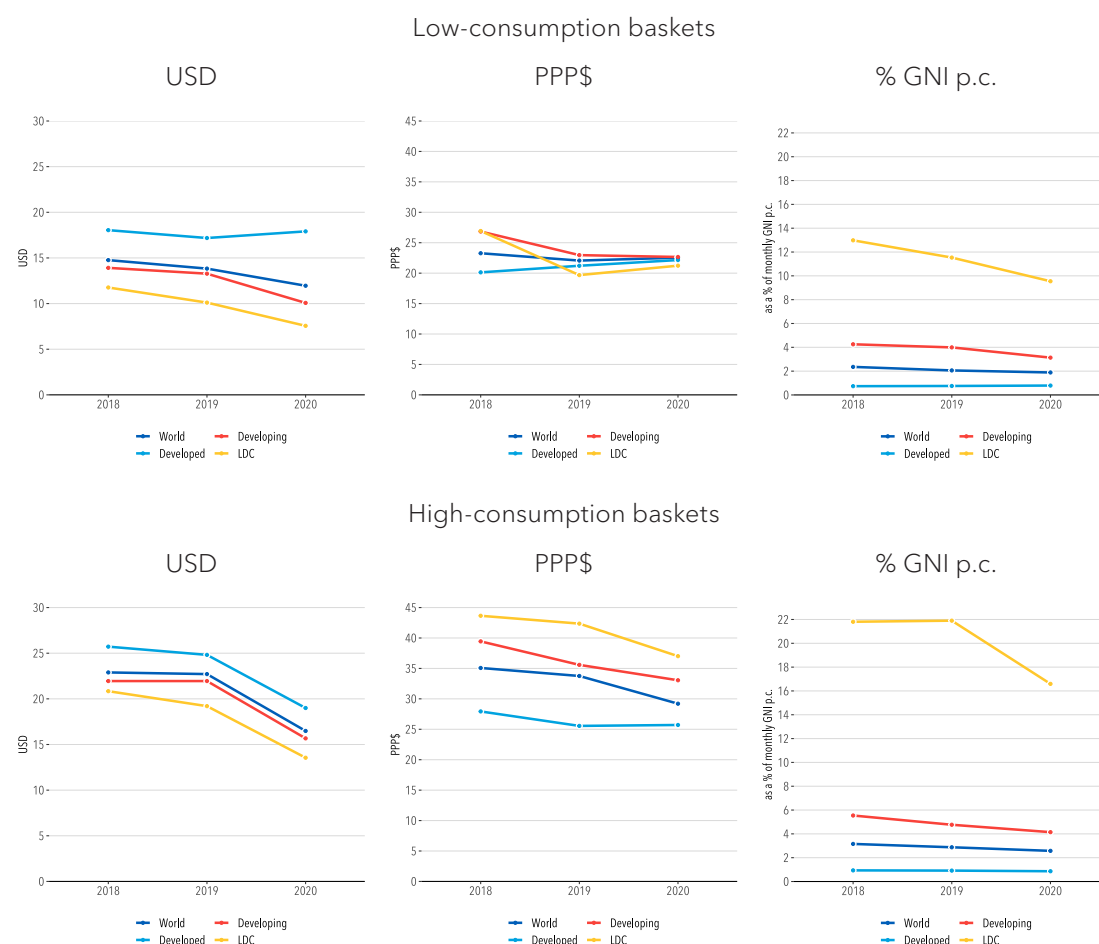 Low-consumption baskets
USD
PPP$
% GNI p.c.
30
25
20
15
10
5
0
USD
2018 2019 2020
World Developing
Developed LDC
45
40
35
30
25
20
15
10
5
0
PPP$
2018 2019 2020
World Developing
Developed LDC
22
20
18
16
14
12
10
8
6
4
2
0
as a % of monthly GNI p.c.
2018 2019 2020
World Developing
Developed LDC
High-consumption baskets
USD
PPP$
% GNI p.c.
30
25
20
15
10
5
0
USD
2018 2019 2020
World Developing
Developed LDC
45
40
35
30
25
20
15
10
5
0
PPP$
2018 2019 2020
World Developing
Developed LDC
22
20
18
16
14
12
10
8
6
4
2
0
as a % of monthly GNI p.c.
2018 2019 2020
World Developing
Developed LDC